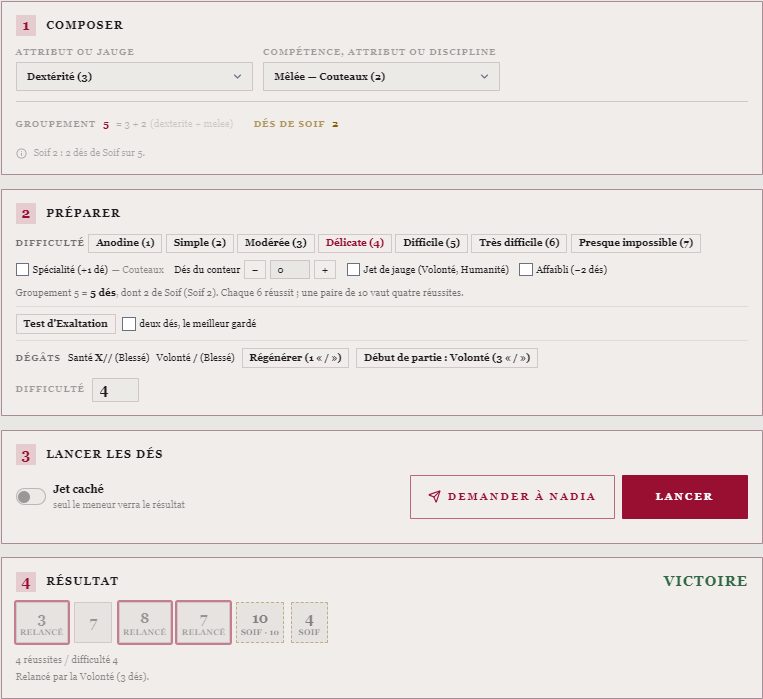 1 COMPOSER
ATTRIBUT OU JAUGE COMPÉTENCE, ATTRIBUT OU DISCIPLINE
Dextérité (3) Mêlée — Couteaux (2)
GROUPEMENT 5 = 3 + 2 (dexterite + melee) DÉS DE SOIF 2
Soif 2 : 2 dés de Soif sur 5.
2 PRÉPARER
DIFFICULTÉ Anodine (1) Simple (2) Modérée (3) Délicate (4) Difficile (5) Très difficile (6) Presque impossible (7)
Spécialité (+1 dé) — Couteaux Dés du conteur − 0 + Jet de jauge (Volonté, Humanité) Affaibli (−2 dés)
Groupement 5 = 5 dés, dont 2 de Soif (Soif 2). Chaque 6 réussit ; une paire de 10 vaut quatre réussites.
Test d'Exaltation deux dés, le meilleur gardé
DÉGÂTS Santé X// (Blessé) Volonté / (Blessé) Régénérer (1 « / ») Début de partie : Volonté (3 « / »)
DIFFICULTÉ 4
3 LANCER LES DÉS
Jet caché
seul le meneur verra le résultat
DEMANDER À NADIA LANCER
4 RÉSULTAT VICTOIRE
3 7 8 7 10 4
RELANCÉ RELANCÉ RELANCÉ SOIF · 10 SOIF
4 réussites / difficulté 4
Relancé par la Volonté (3 dés).